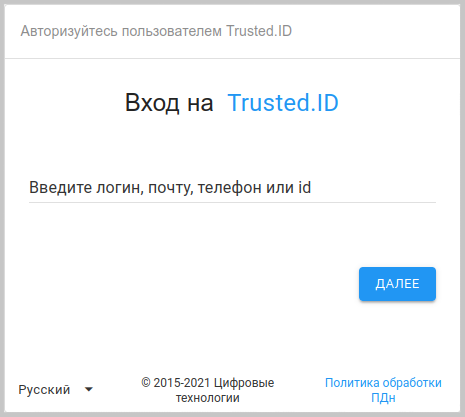 Авторизуйтесь пользователем Trusted.ID
Вход на Trusted.ID
Введите логин, почту, телефон или id
ДАЛЕЕ
Русский
© 2015-2021 Цифровые
технологии
Политика обработки
ПДн